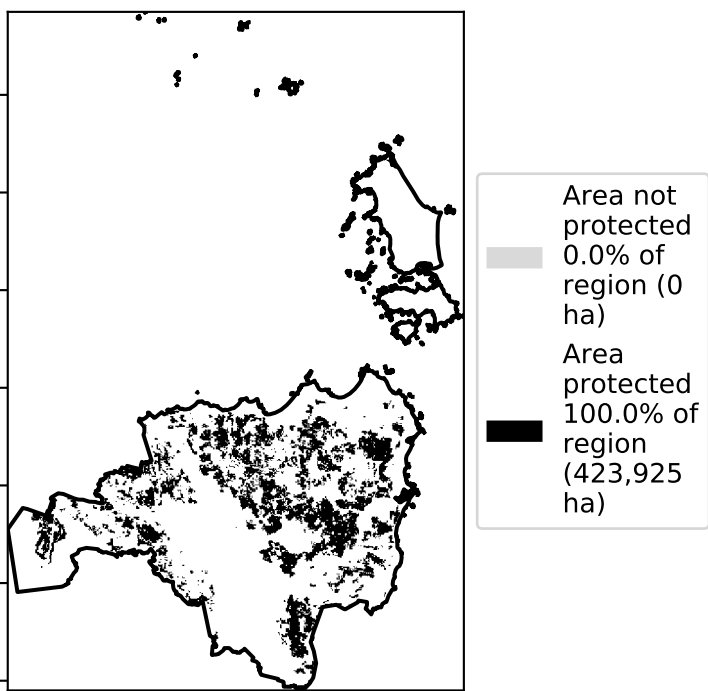 Area not
protected
0.0% of
region (0
ha)
Area
protected
100.0% of
region
(423,925
ha)